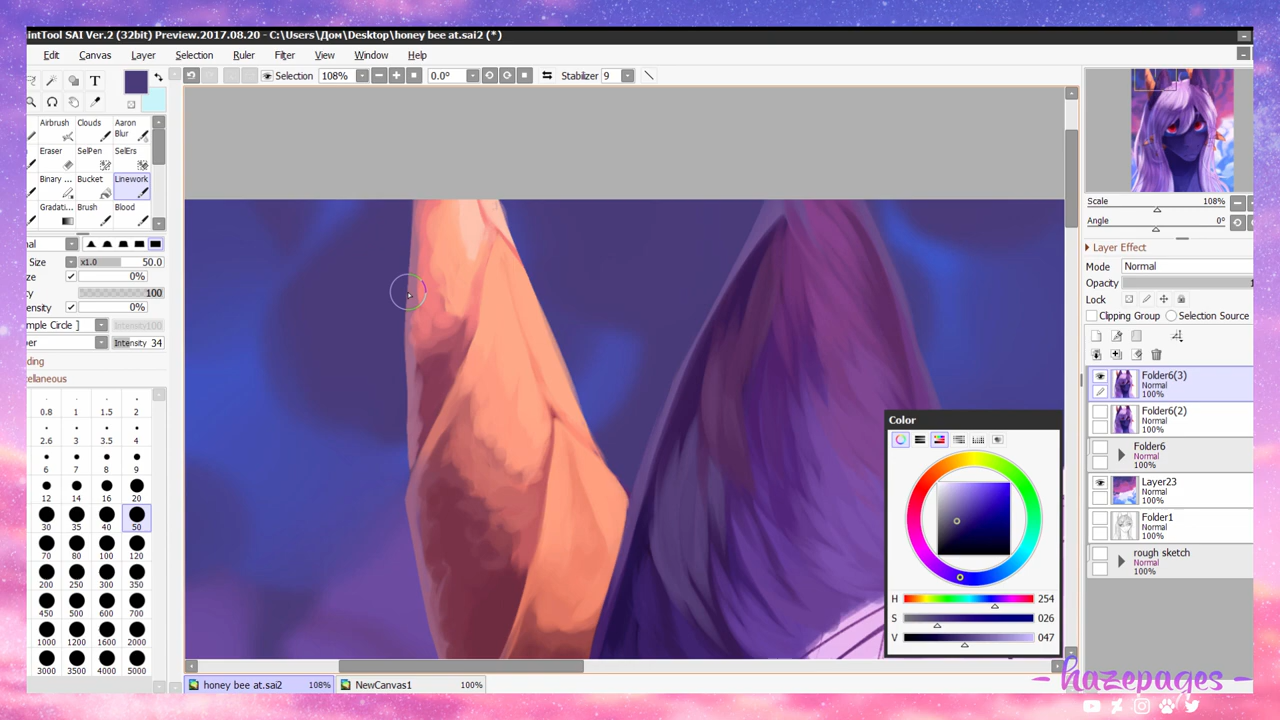 intTool SAI Ver.2 (32bit) Preview.2017.08.20 - C:\Users\Дом\Desktop\honey bee at.sai2 (*)
Edit Canvas Layer Selection Ruler Filter View Window Help
Selection 108% 0.0° Stabilizer 9
T
Airbrush Clouds Aaron Blur
Eraser SelPen SelErs
Binary ... Bucket Linework
Gradati... Brush Blood
nal
Size x1.0 50.0
ze 0%
ty 100
ensity 0%
mple Circle ] Intensity 100
er Intensity 34
ding
ellaneous
0.8 1 1.5 2
2.6 3 3.5 4
6 7 8 9
12 14 16 20
30 35 40 50
70 80 100 120
200 250 300 350
450 500 600 700
1000 1200 1600 2000
3000 4000 5000
Color
H 254
S 026
V 047
honey bee at.sai2 108% NewCanvas1 100%
Scale 108%
Angle 0°
Layer Effect
Mode Normal
Opacity 1
Lock
Clipping Group Selection Source
Folder6(3)
Normal
100%
Folder6(2)
Normal
100%
Folder6
Normal
100%
Layer23
Normal
100%
Folder1
Normal
100%
rough sketch
Normal
100%
-hazepages-